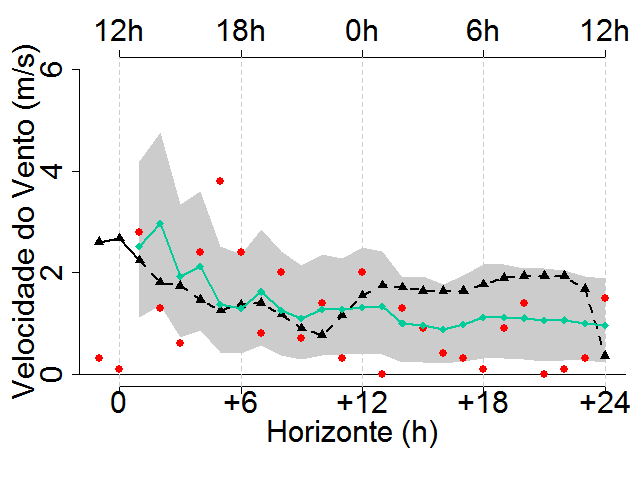 12h 18h 0h 6h 12h
Velocidade do Vento (m/s)
6
4
2
0
0 +6 +12 +18 +24
Horizonte (h)